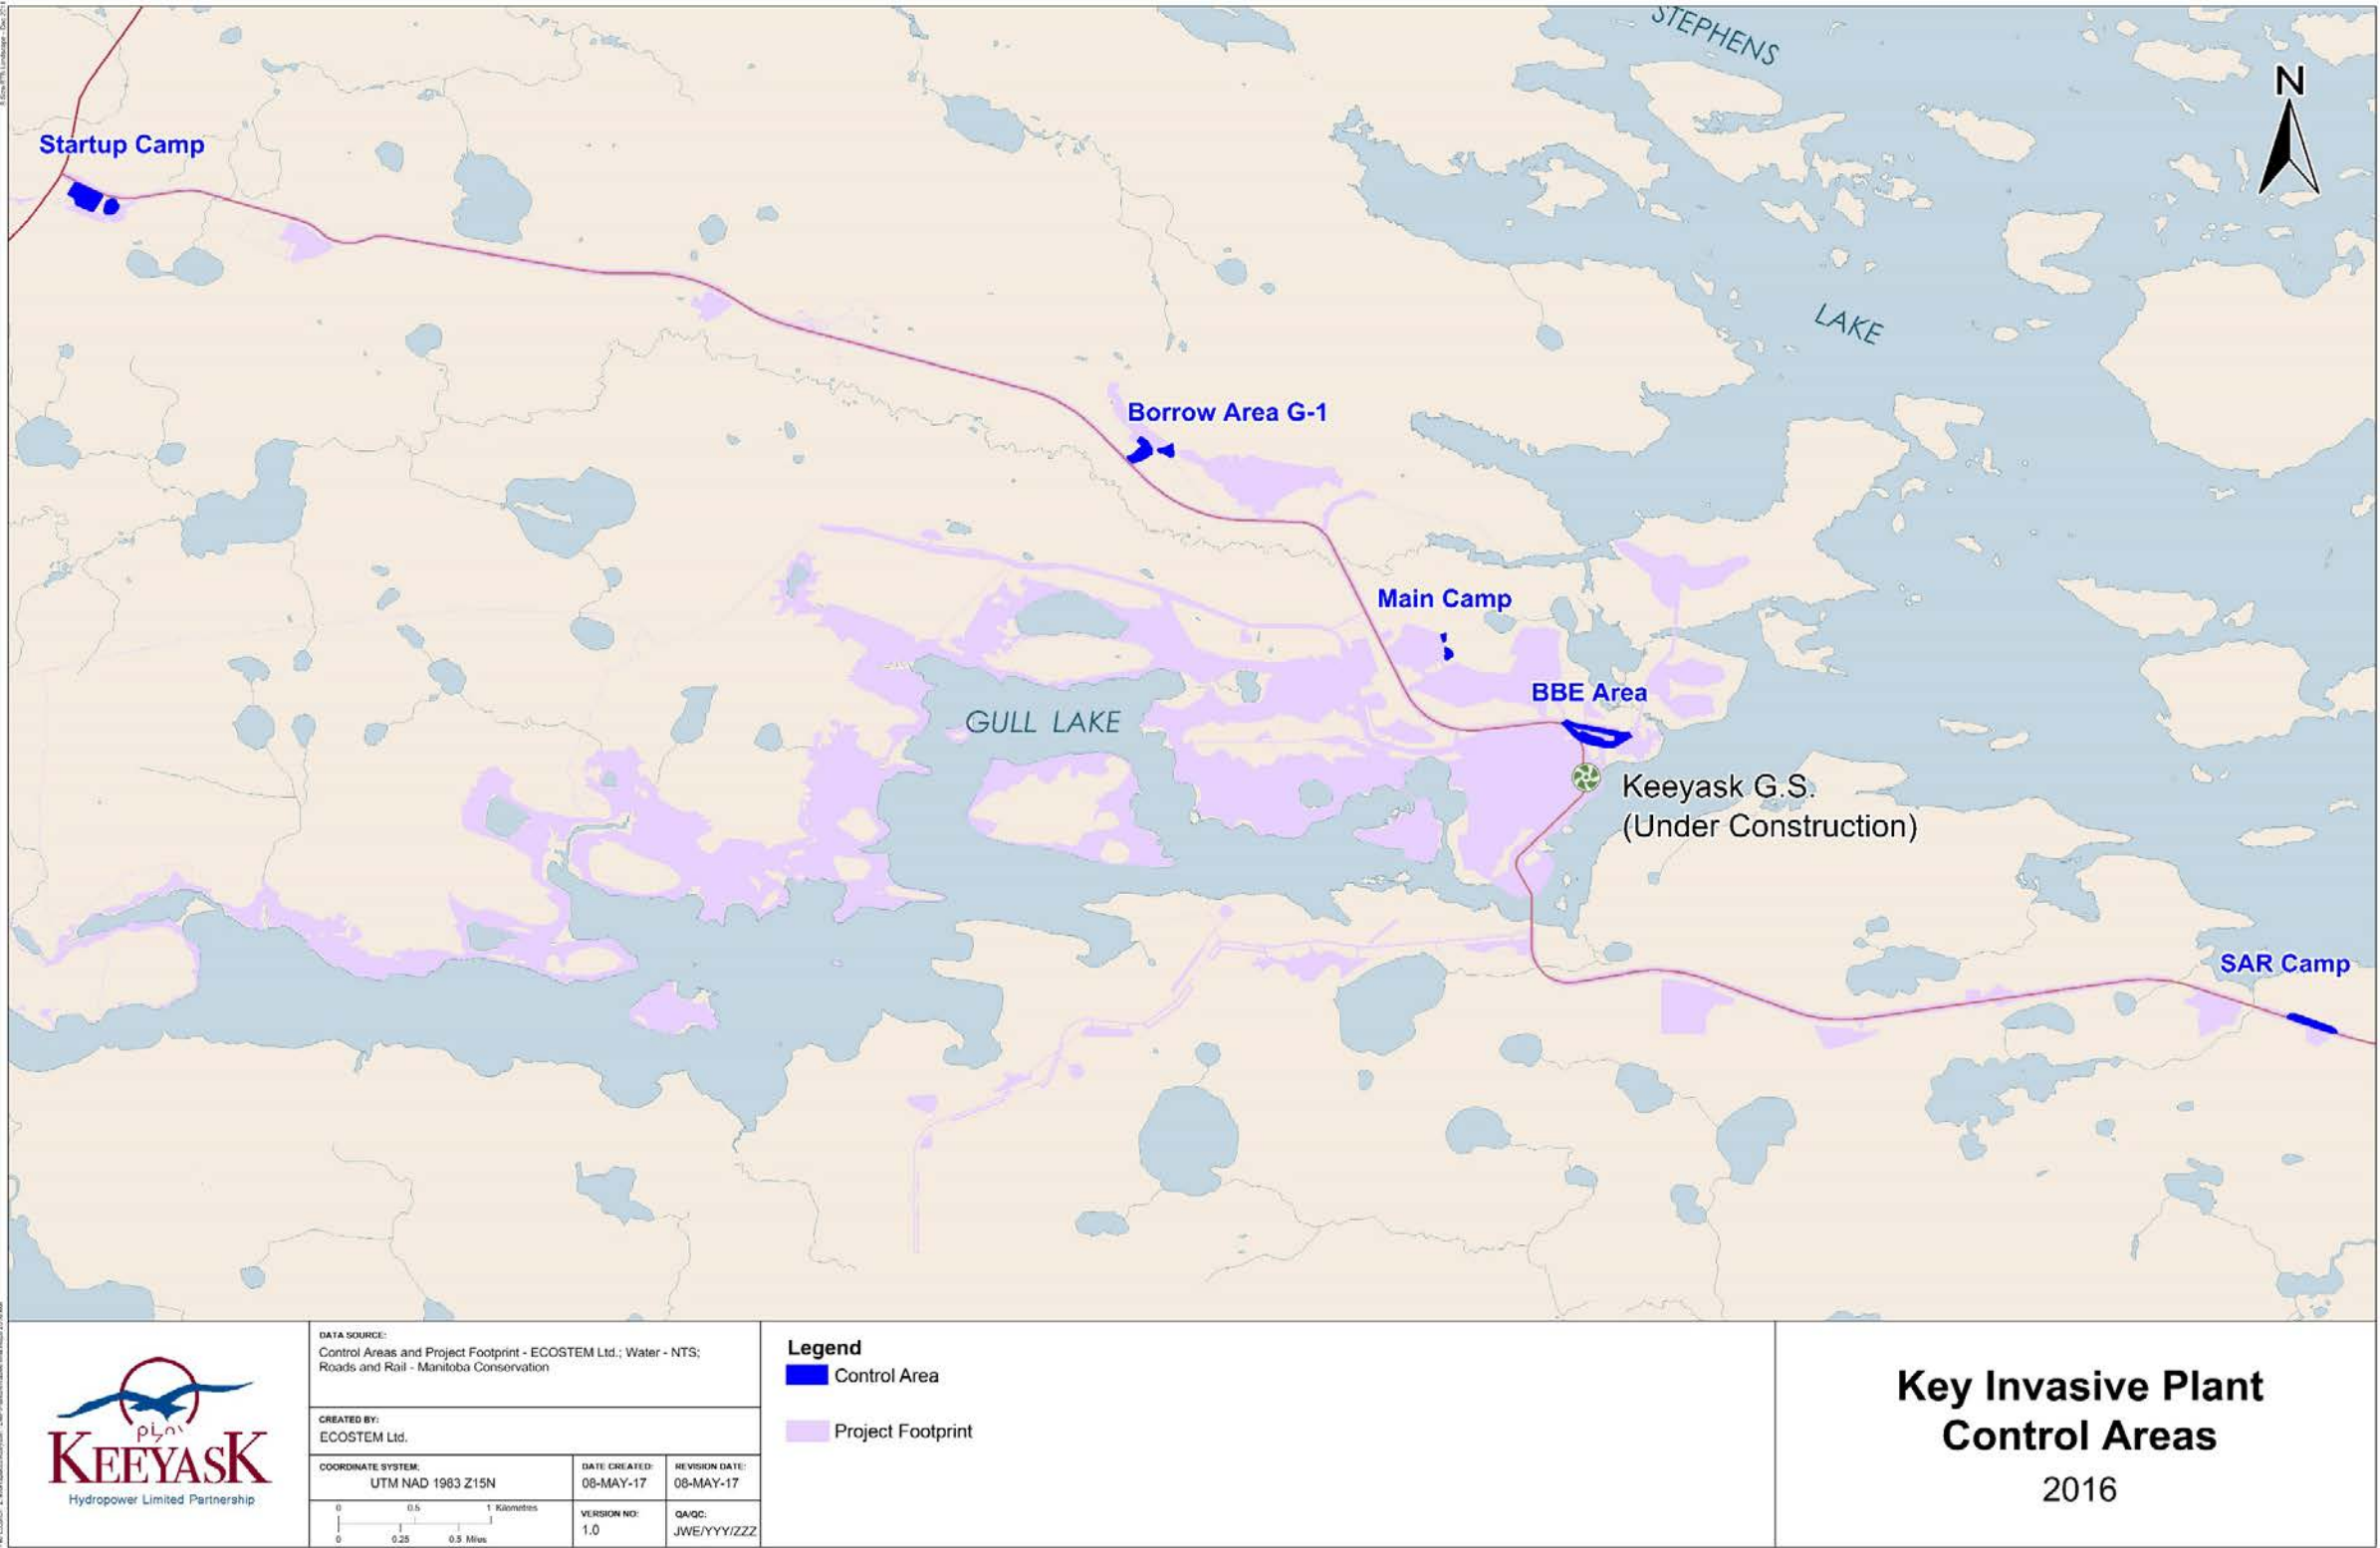 STEPHENS
N
Startup Camp
LAKE
Borrow Area G-1
Main Camp
BBE Area
GULL LAKE
Keeyask G.S.
(Under Construction)
SAR Camp
ᑭᔭᐢᐠ
KEEYASK
Hydropower Limited Partnership
DATA SOURCE:
Control Areas and Project Footprint - ECOSTEM Ltd.; Water - NTS;
Roads and Rail - Manitoba Conservation
CREATED BY:
ECOSTEM Ltd.
COORDINATE SYSTEM:
UTM NAD 1983 Z15N
DATE CREATED:
08-MAY-17
REVISION DATE:
08-MAY-17
0 0.5 1 Kilometres
0 0.25 0.5 Miles
VERSION NO:
1.0
QA/QC:
JWE/YYY/ZZZ
Legend
Control Area
Project Footprint
Key Invasive Plant
Control Areas
2016